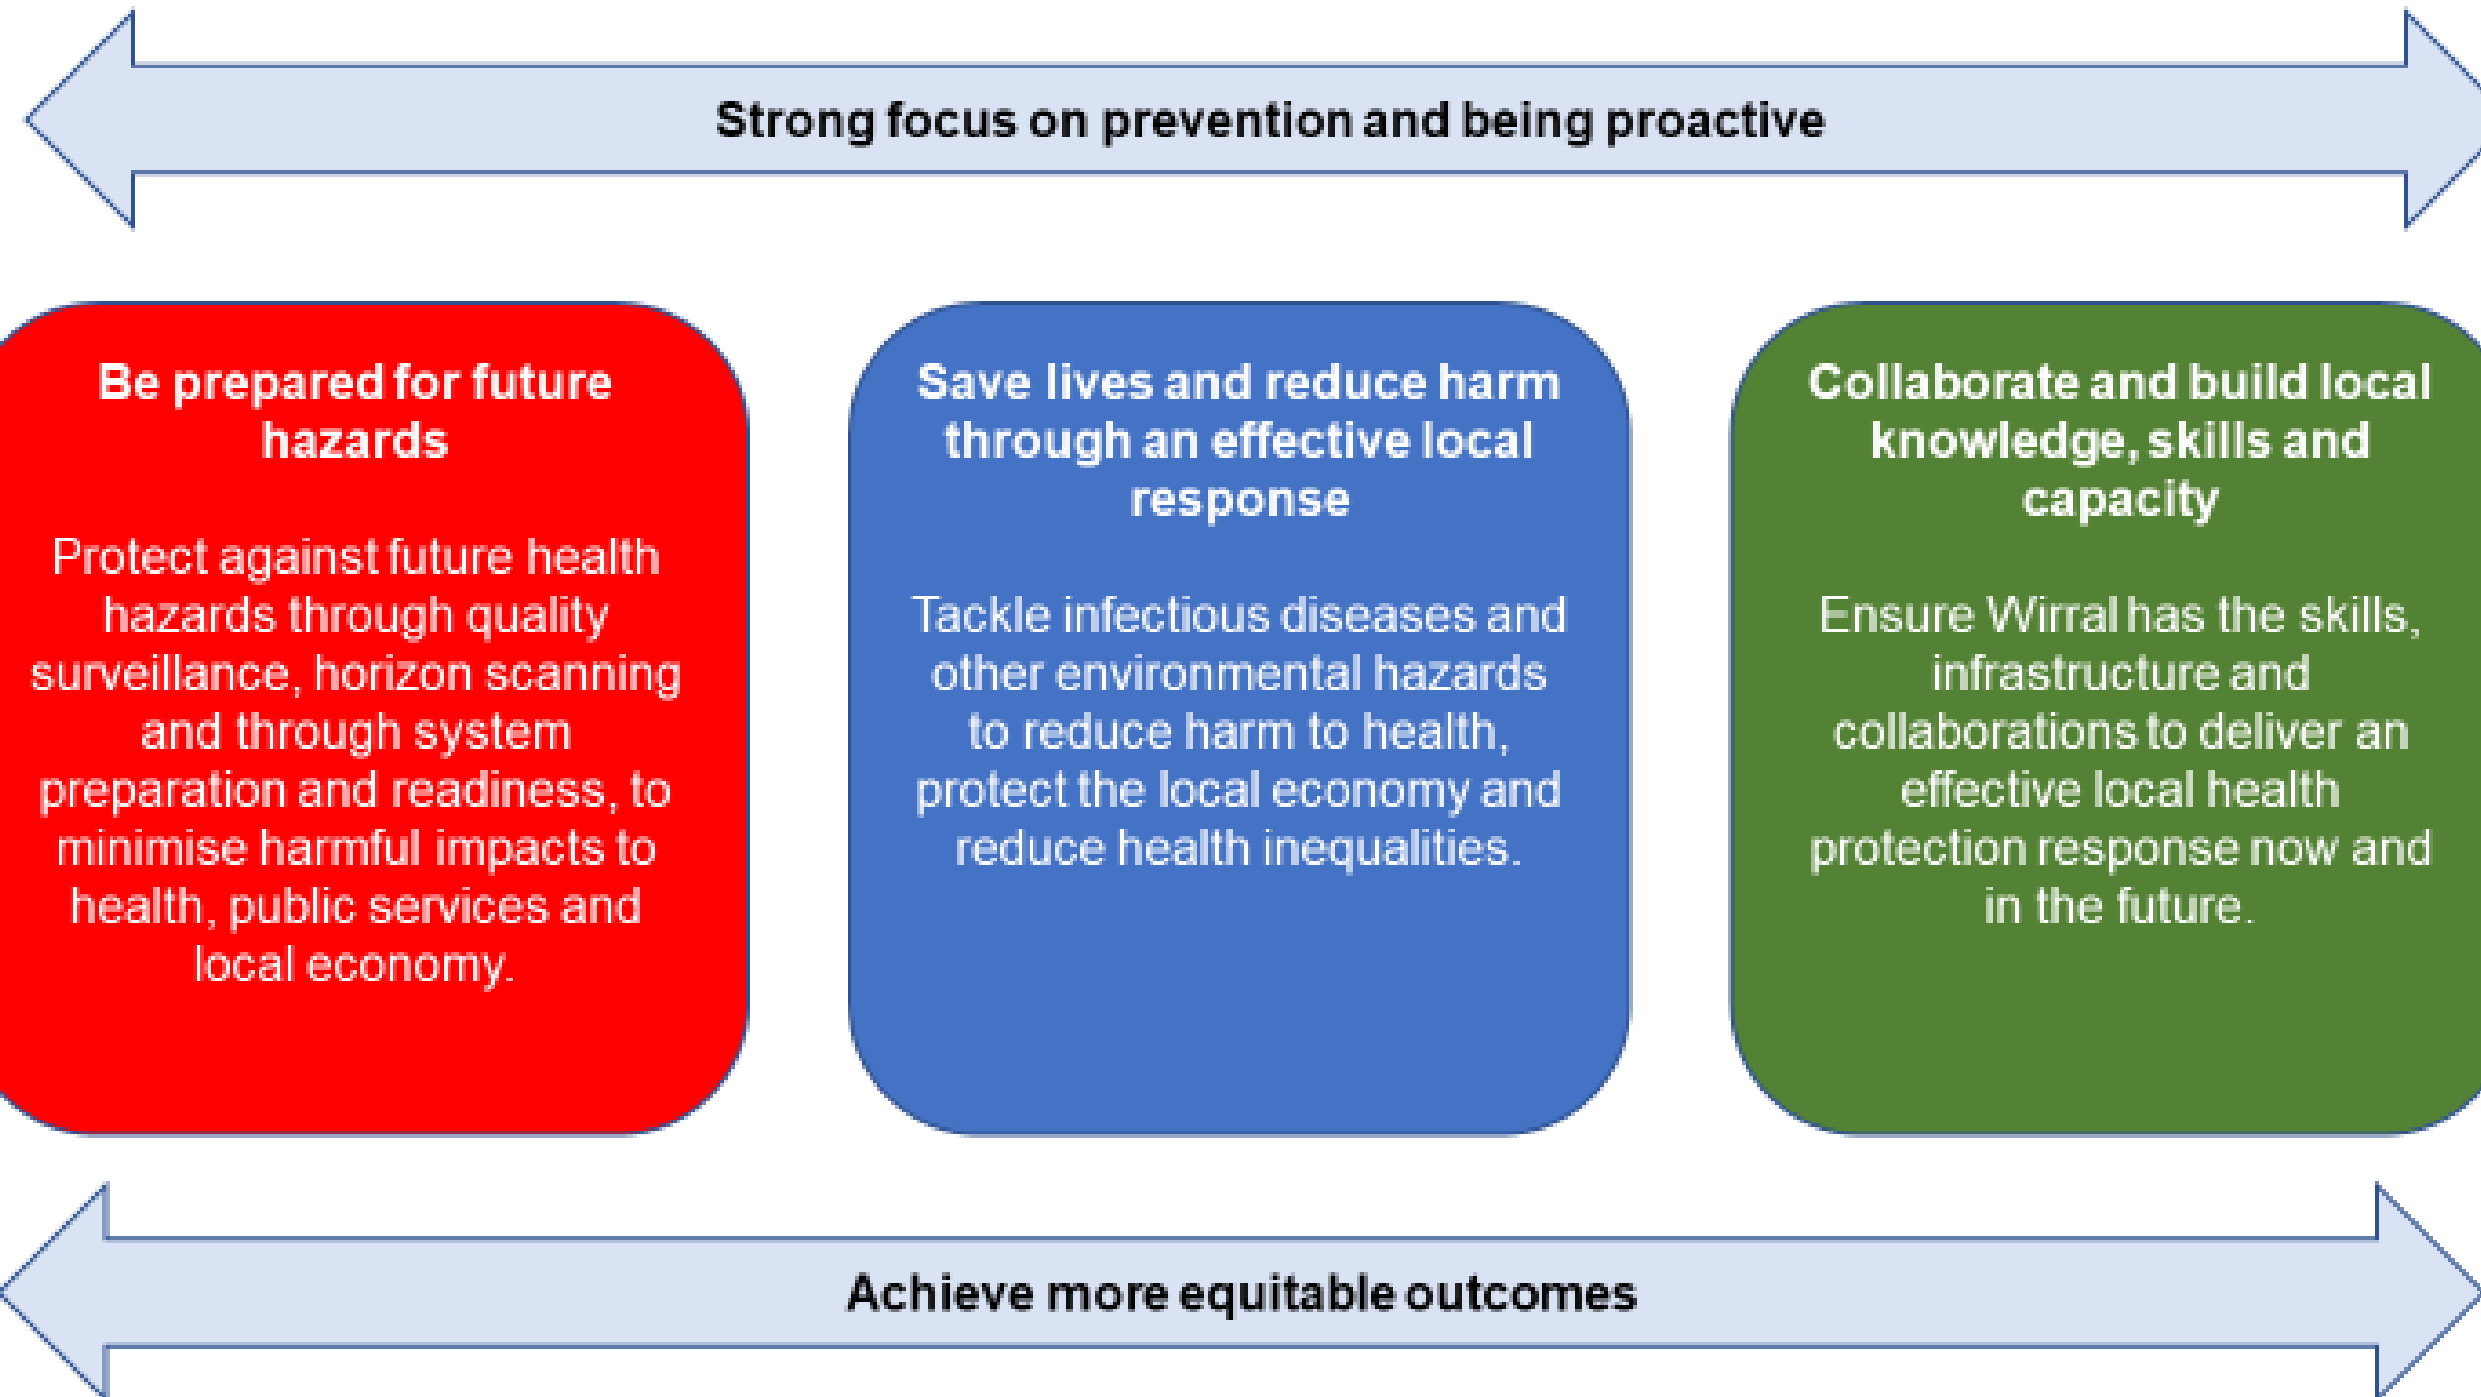 Strong focus on prevention and being proactive
Be prepared for future
hazards
Protect against future health
hazards through quality
surveillance, horizon scanning
and through system
preparation and readiness, to
minimise harmful impacts to
health, public services and
local economy.
Save lives and reduce harm
through an effective local
response
Tackle infectious diseases and
other environmental hazards
to reduce harm to health,
protect the local economy and
reduce health inequalities.
Collaborate and build local
knowledge, skills and
capacity
Ensure Wirral has the skills,
infrastructure and
collaborations to deliver an
effective local health
protection response now and
in the future.
Achieve more equitable outcomes